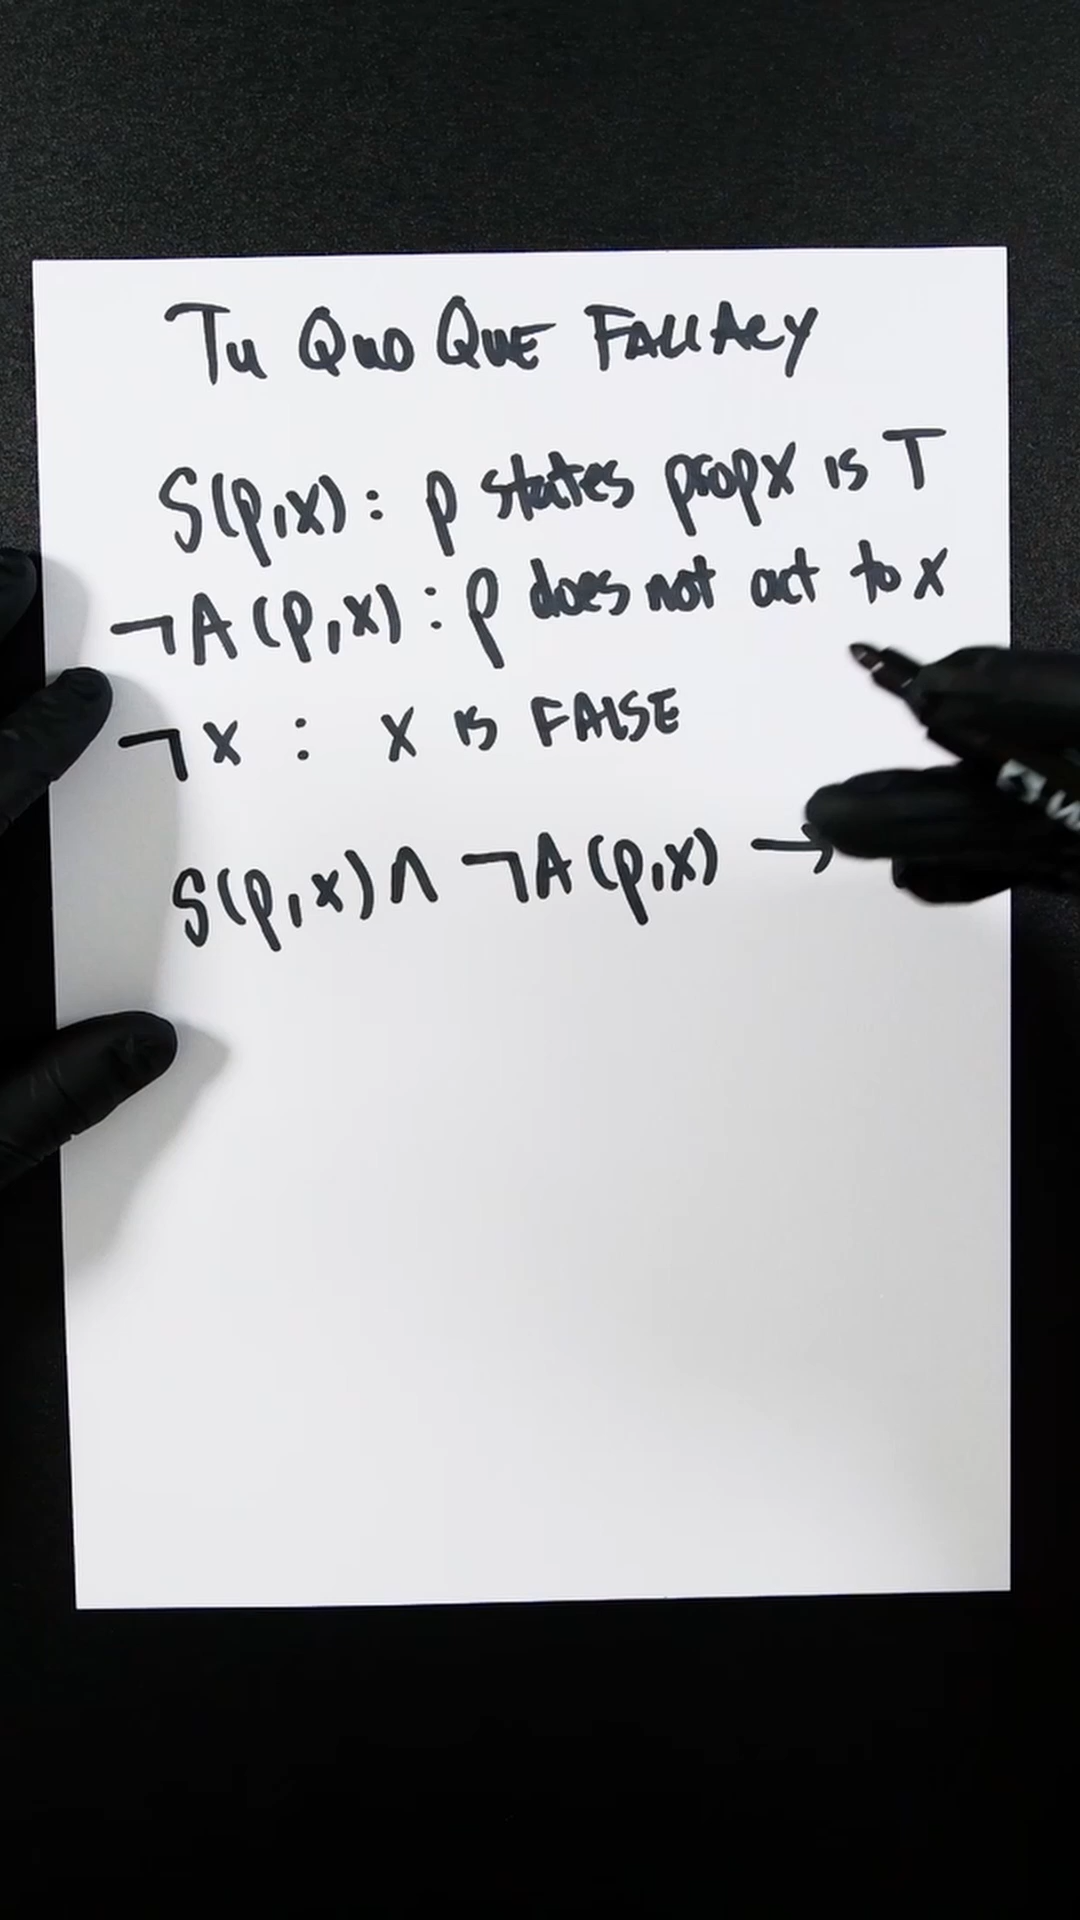 Tu Quo Que FALLACY
S(p,x): p states prop x is T
¬A(p,x): p does not act to x
¬x : x is FALSE
S(p,x) ∧ ¬A(p,x) →